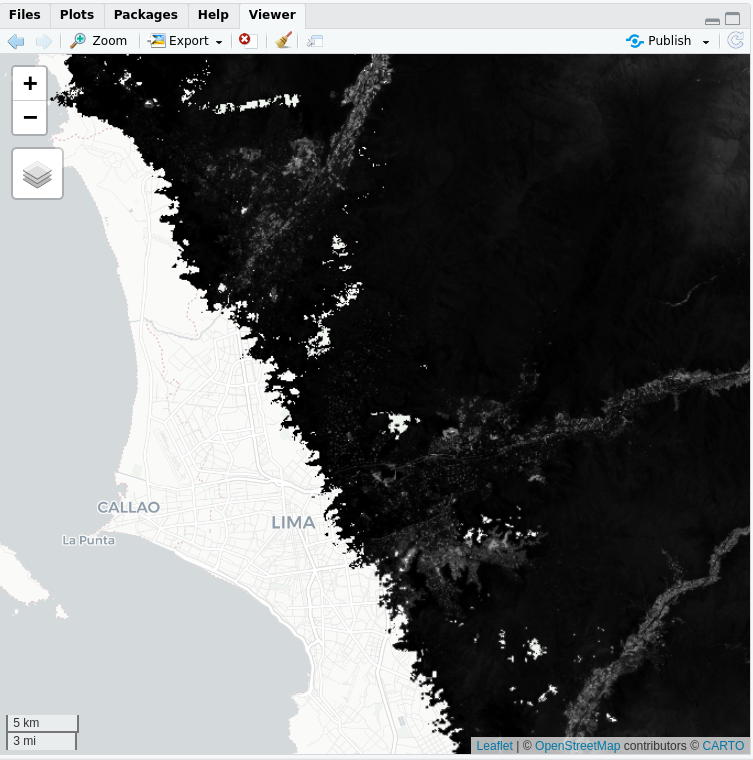 Files Plots Packages Help Viewer
Zoom Export Publish
+
−
CALLAO
LIMA
La Punta
5 km
3 mi
Leaflet | © OpenStreetMap contributors © CARTO